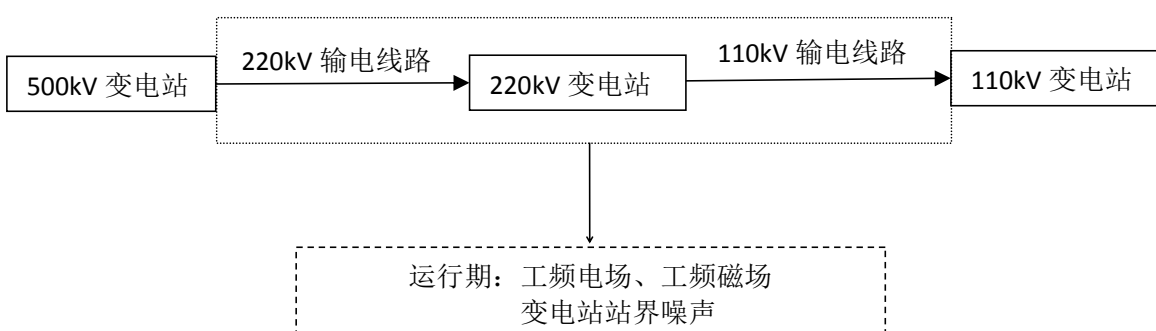 220kV 输电线路
110kV 输电线路
500kV 变电站
220kV 变电站
110kV 变电站
运行期：工频电场、工频磁场
变电站站界噪声